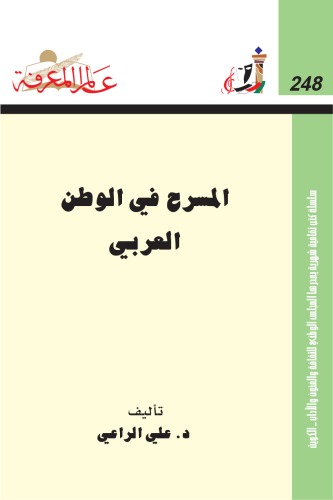 عالم المعرفة
248
المسرح في الوطن
العربي
تأليف
د. علي الراعي
سلسلة كتب ثقافية شهرية يصدرها المجلس الوطني للثقافة والفنون والآداب - الكويت